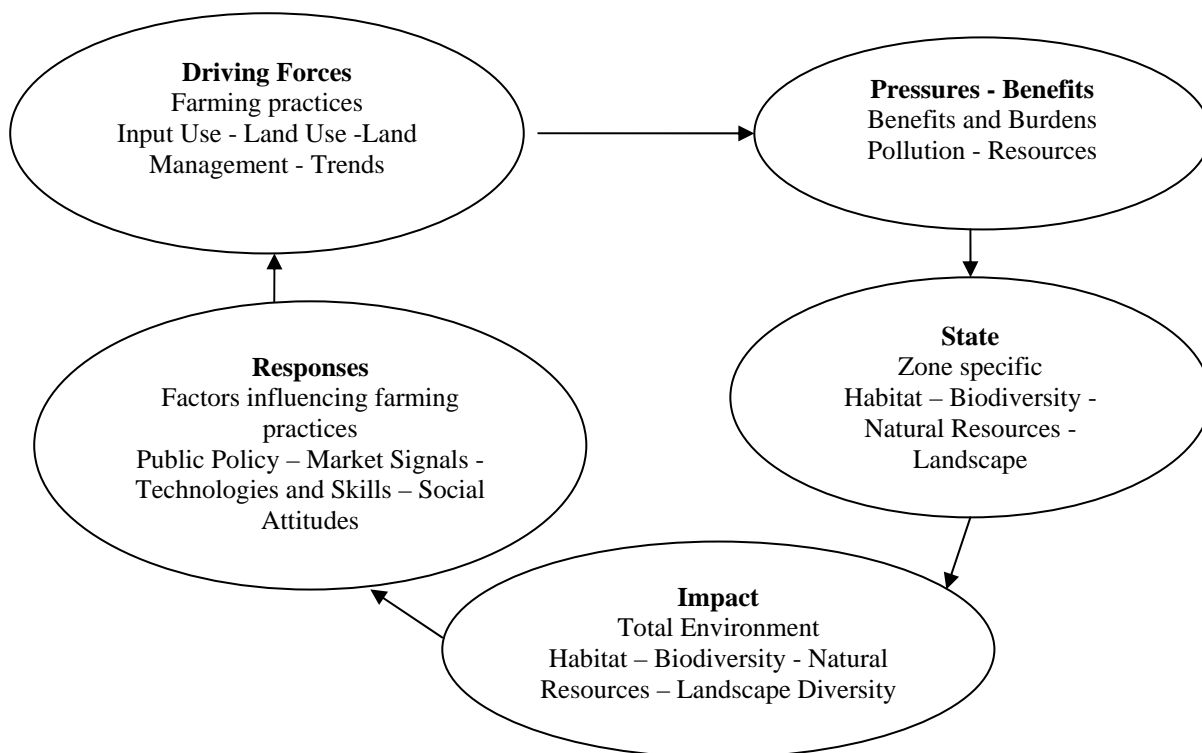 Driving Forces
Farming practices
Input Use - Land Use -Land
Management - Trends
Pressures - Benefits
Benefits and Burdens
Pollution - Resources
State
Zone specific
Habitat – Biodiversity -
Natural Resources -
Landscape
Impact
Total Environment
Habitat – Biodiversity - Natural
Resources – Landscape Diversity
Responses
Factors influencing farming
practices
Public Policy – Market Signals -
Technologies and Skills – Social
Attitudes